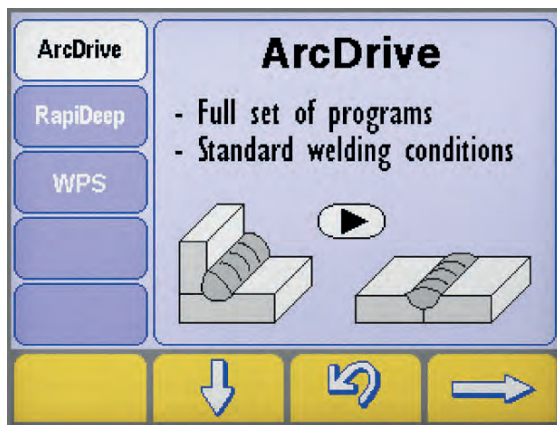 ArcDrive
RapiDeep
WPS
ArcDrive
- Full set of programs
- Standard welding conditions